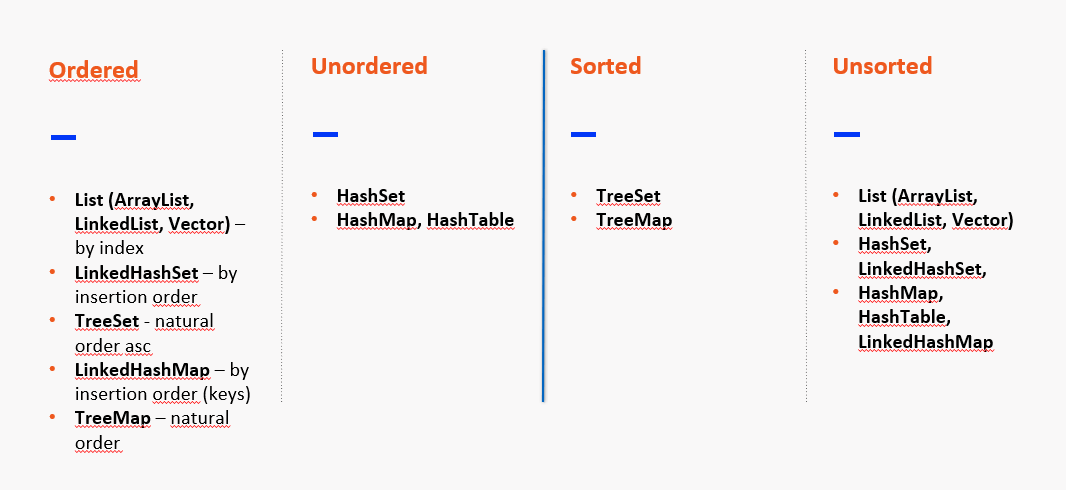 Ordered
• List (ArrayList,
LinkedList, Vector) –
by index
• LinkedHashSet – by
insertion order
• TreeSet - natural
order asc
• LinkedHashMap – by
insertion order (keys)
• TreeMap – natural
order
Unordered
• HashSet
• HashMap, HashTable
Sorted
• TreeSet
• TreeMap
Unsorted
• List (ArrayList,
LinkedList, Vector)
• HashSet,
LinkedHashSet,
• HashMap,
HashTable,
LinkedHashMap